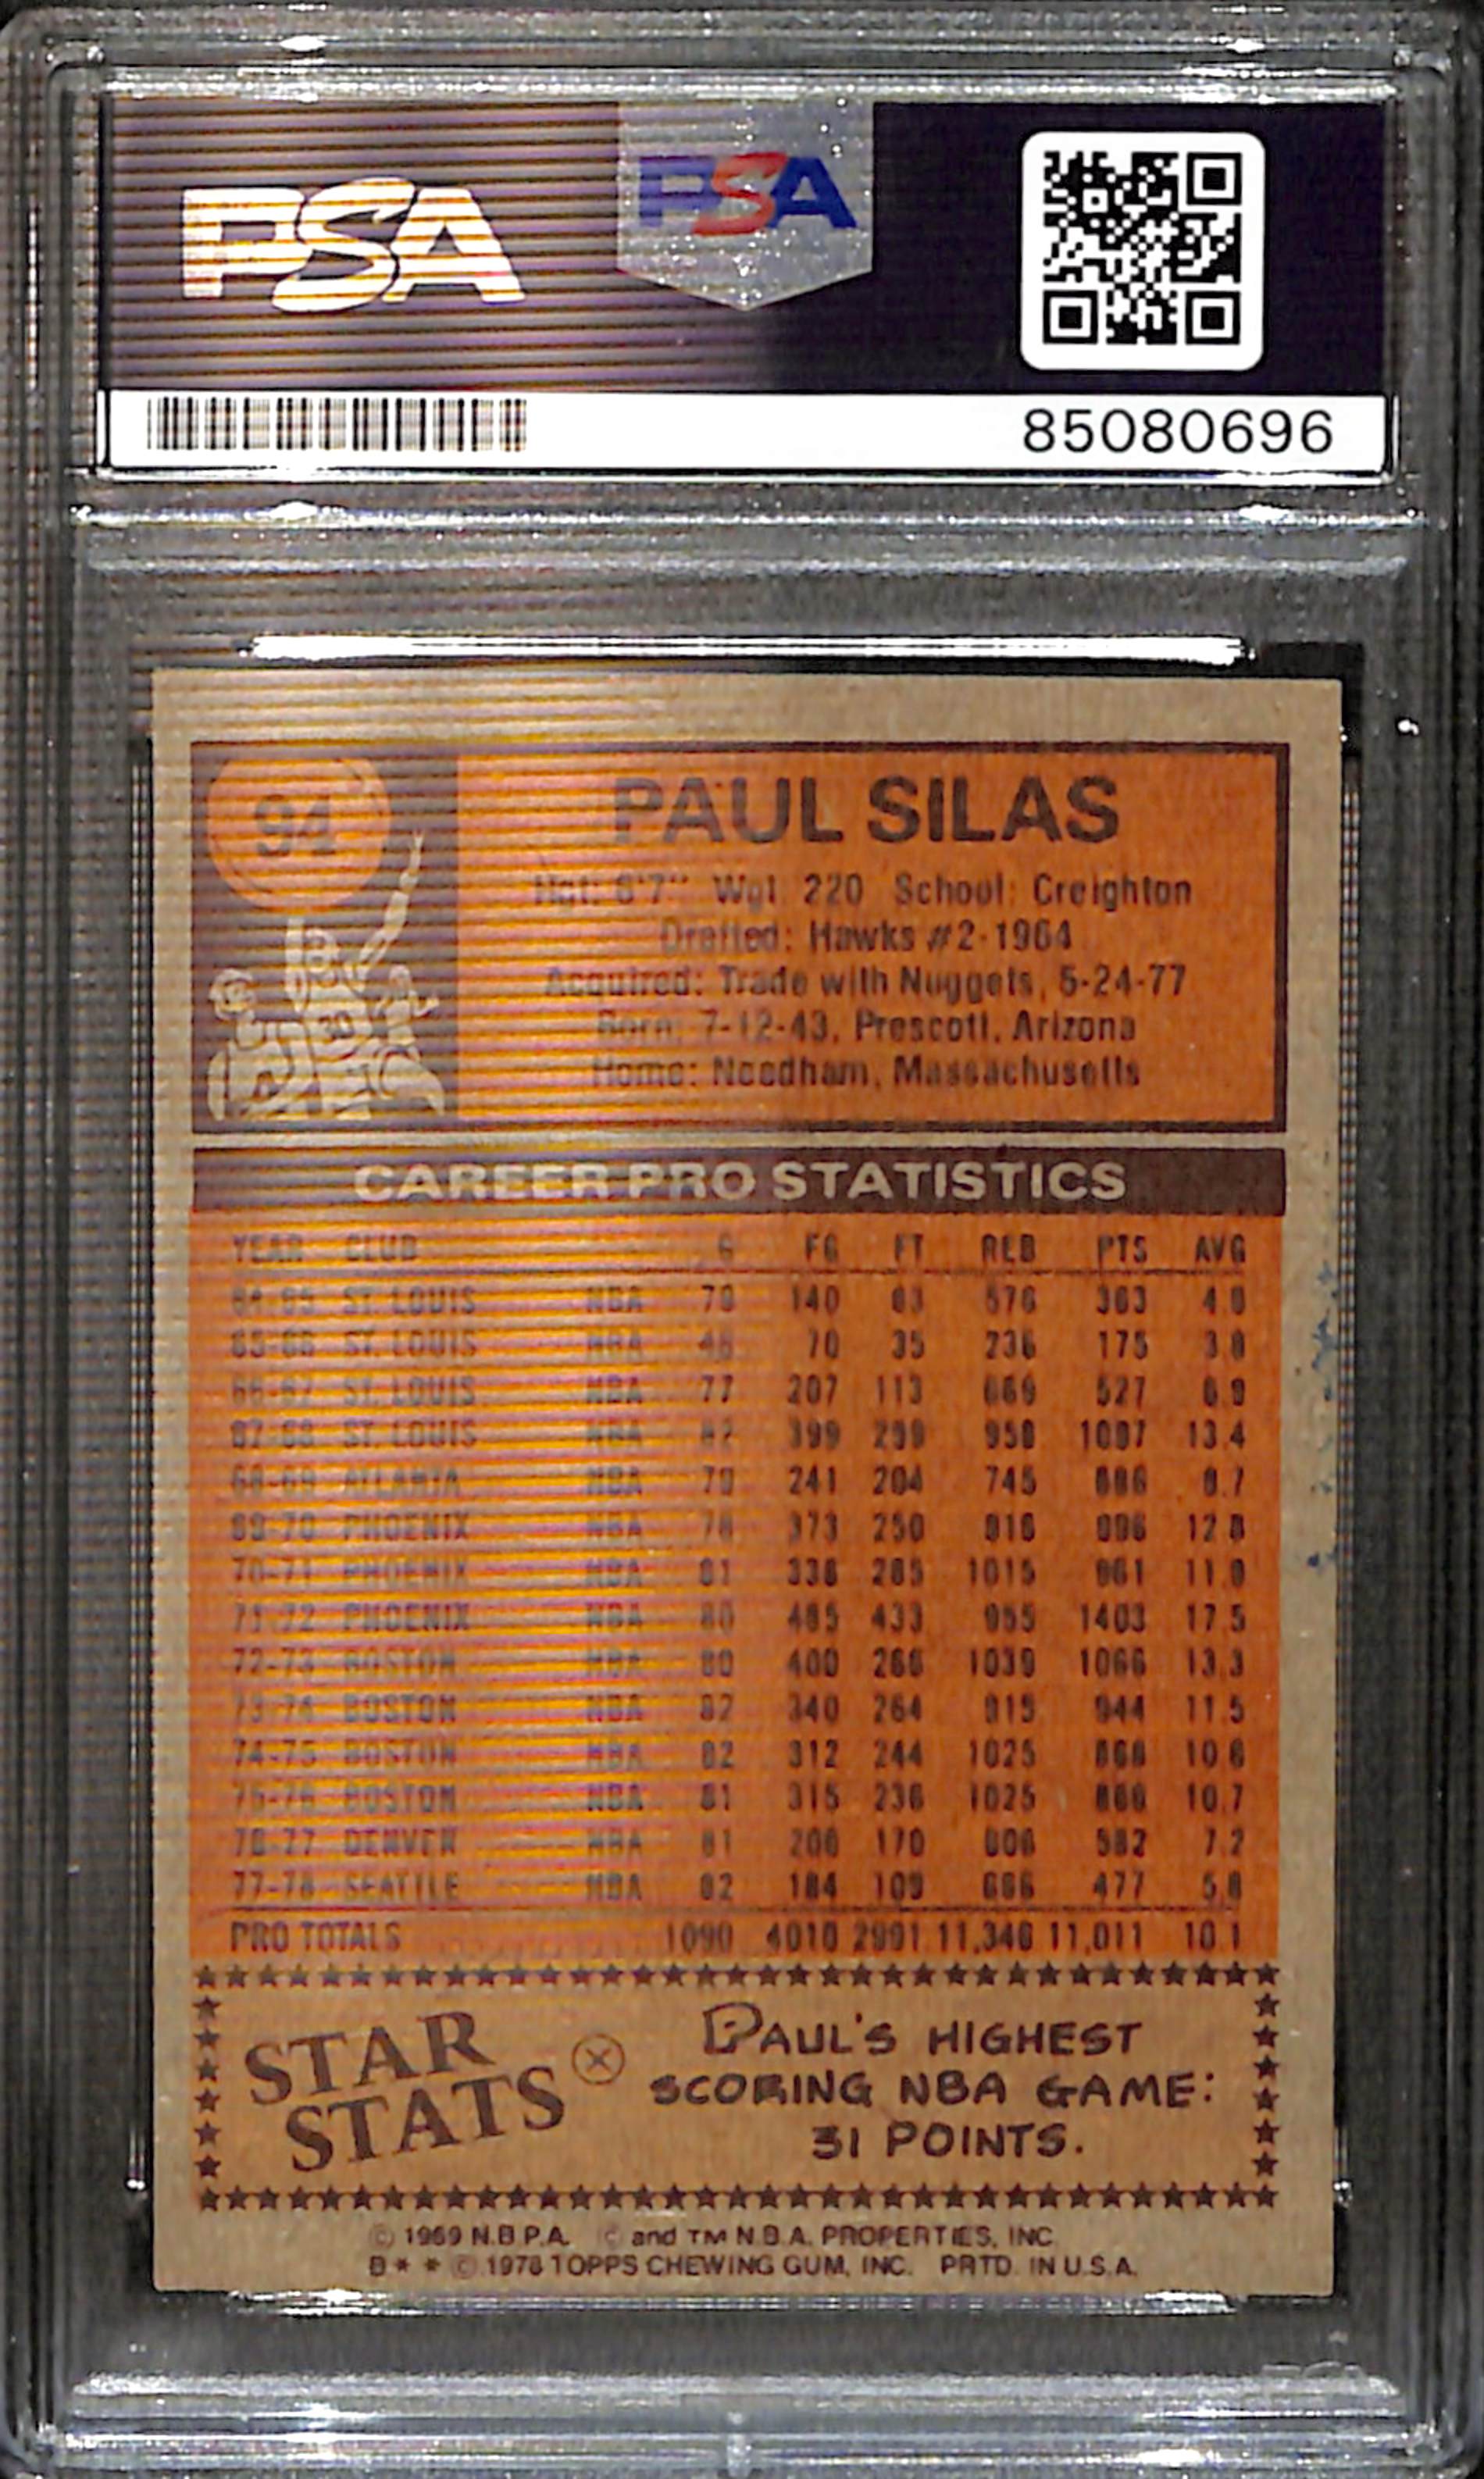 PSA
PSA
85080696
94
PAUL SILAS
Hgt: 6'7" Wgt: 220 School: Creighton
Drafted: Hawks #2-1964
Acquired: Trade with Nuggets, 5-24-77
Born: 7-12-43, Prescott, Arizona
Home: Needham, Massachusetts
CAREER PRO STATISTICS
YEAR CLUB G FG FT REB PTS AVG
64-65 ST. LOUIS NBA 79 140 83 576 363 4.6
65-66 ST. LOUIS NBA 46 70 35 236 175 3.8
66-67 ST. LOUIS NBA 77 207 113 669 527 6.8
67-68 ST. LOUIS NBA 82 399 299 958 1097 13.4
68-69 ATLANTA NBA 79 241 204 745 686 8.7
69-70 PHOENIX NBA 78 373 250 916 996 12.8
70-71 PHOENIX NBA 81 338 285 1015 961 11.9
71-72 PHOENIX NBA 80 485 433 955 1403 17.5
72-73 BOSTON NBA 80 400 266 1039 1066 13.3
73-74 BOSTON NBA 82 340 264 915 944 11.5
74-75 BOSTON NBA 82 312 244 1025 868 10.6
75-76 BOSTON NBA 81 315 236 1025 866 10.7
76-77 DENVER NBA 81 206 170 606 582 7.2
77-78 SEATTLE NBA 82 184 109 666 477 5.8
PRO TOTALS 1090 4010 2991 11,346 11,011 10.1
STAR STATS
PAUL'S HIGHEST
SCORING NBA GAME:
31 POINTS.
© 1969 N.B.P.A. © and TM N.B.A. PROPERTIES, INC.
B * * © 1978 TOPPS CHEWING GUM, INC. PRTD. IN U.S.A.